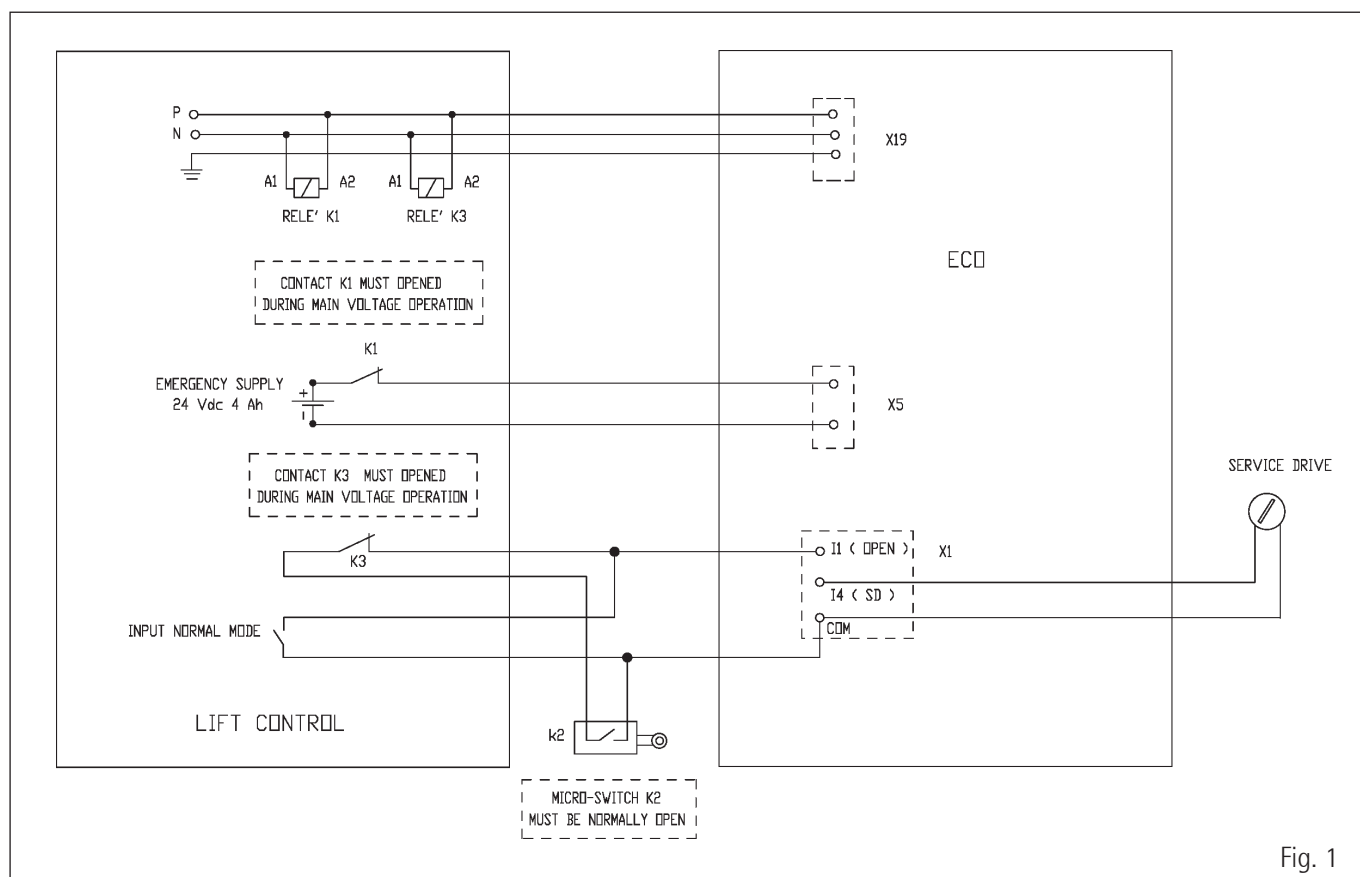 P
N
X19
A1
A2
A1
A2
RELE' K1
RELE' K3
ECO
CONTACT K1 MUST OPENED
DURING MAIN VOLTAGE OPERATION
K1
EMERGENCY SUPPLY
24 Vdc 4 Ah
+
-
X5
CONTACT K3 MUST OPENED
DURING MAIN VOLTAGE OPERATION
SERVICE DRIVE
K3
I1 ( OPEN )
X1
I4 ( SD )
COM
INPUT NORMAL MODE
LIFT CONTROL
k2
MICRO-SWITCH K2
MUST BE NORMALLY OPEN
Fig. 1